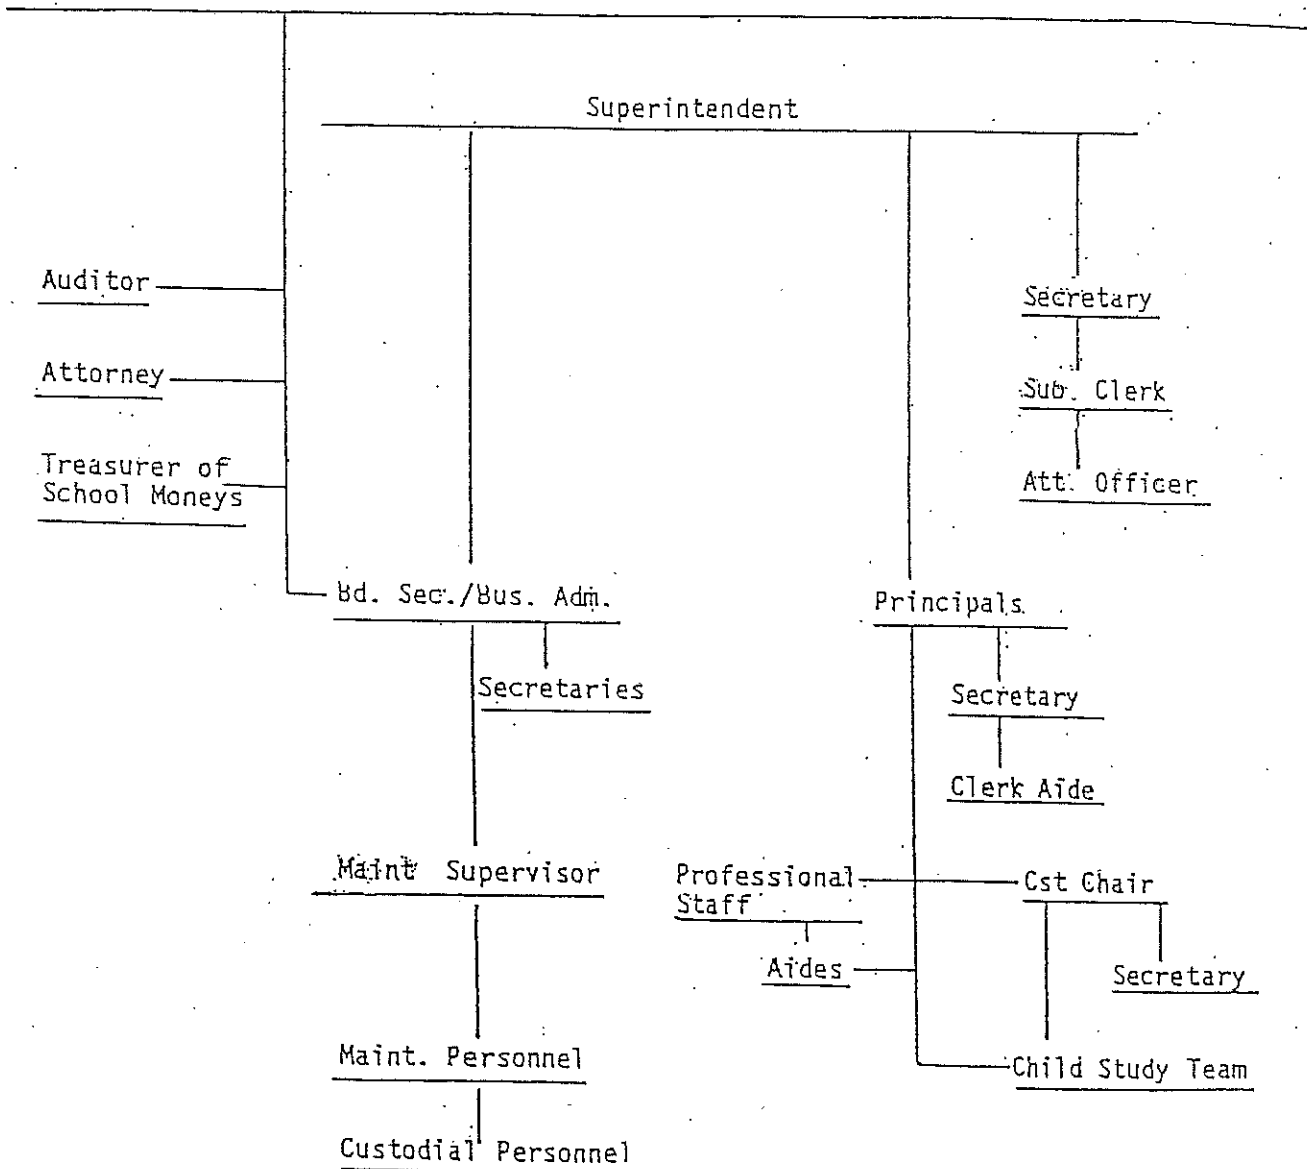 Superintendent
Auditor
Secretary
Attorney
Sub. Clerk
Treasurer of
School Moneys
Att. Officer
Bd. Sec./Bus. Adm.
Principals
Secretaries
Secretary
Clerk Aide
Maint Supervisor
Professional
Staff
Cst Chair
Aides
Secretary
Maint. Personnel
Child Study Team
Custodial Personnel